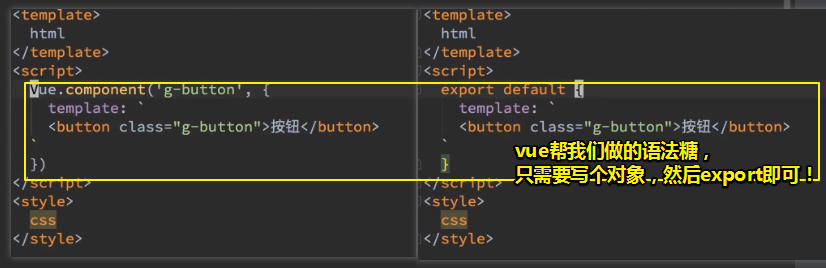 <template>
  html
</template>
<script>
  Vue.component('g-button', {
    template: `
    <button class="g-button">按钮</button>
  `
  })
</script>
<style>
  css
</style>
<template>
  html
</template>
<script>
  export default {
    template: `
    <button class="g-button">按钮</button>
  `
  }
</script>
<style>
  css
</style>
vue帮我们做的语法糖，
只需要写个对象，然后export即可！